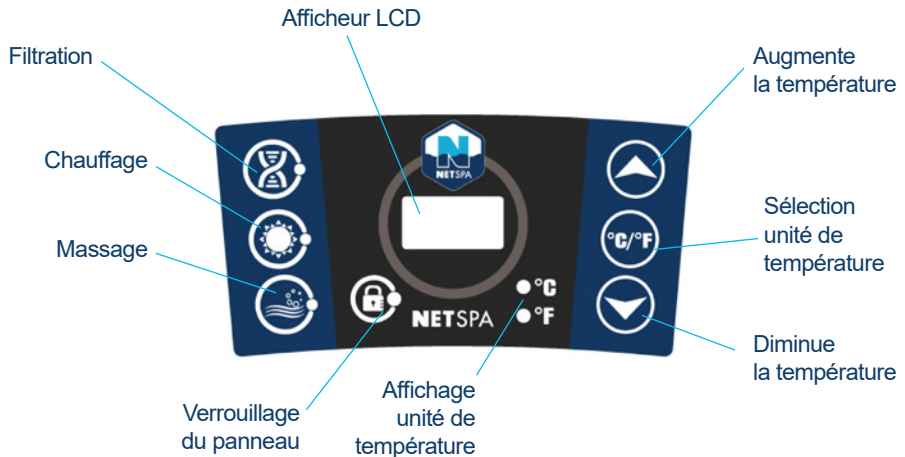 Afficheur LCD
Filtration
Augmente
la température
Chauffage
NETSPA
Sélection
unité de
température
Massage
°C/°F
°C
NETSPA
°F
Diminue
la température
Affichage
unité de
température
Verrouillage
du panneau